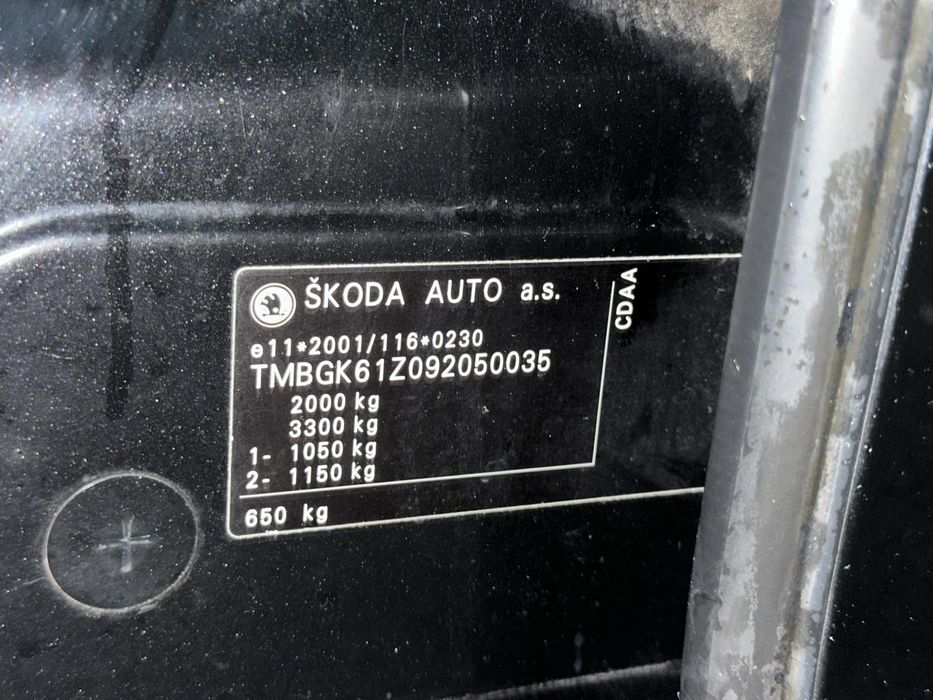 ŠKODA AUTO a.s.
CDAA
e11*2001/116*0230
TMBGK61Z092050035
2000 kg
3300 kg
1- 1050 kg
2- 1150 kg
650 kg